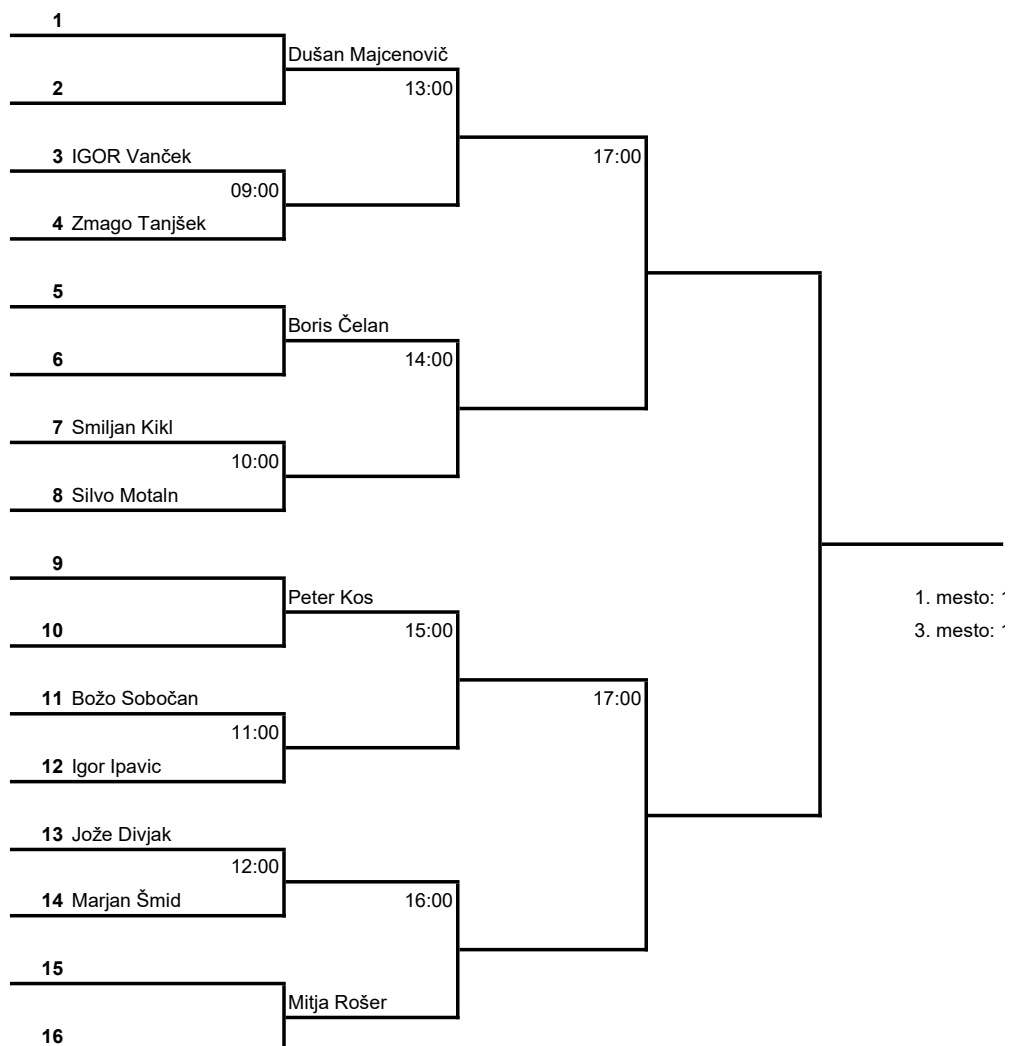 1
Dušan Majcenovič
2
13:00
3 IGOR Vanček
17:00
09:00
4 Zmago Tanjšek
5
Boris Čelan
6
14:00
7 Smiljan Kikl
10:00
8 Silvo Motaln
9
Peter Kos
1. mesto:
10
15:00
3. mesto:
11 Božo Sobočan
17:00
11:00
12 Igor Ipavic
13 Jože Divjak
12:00
14 Marjan Šmid
16:00
15
Mitja Rošer
16